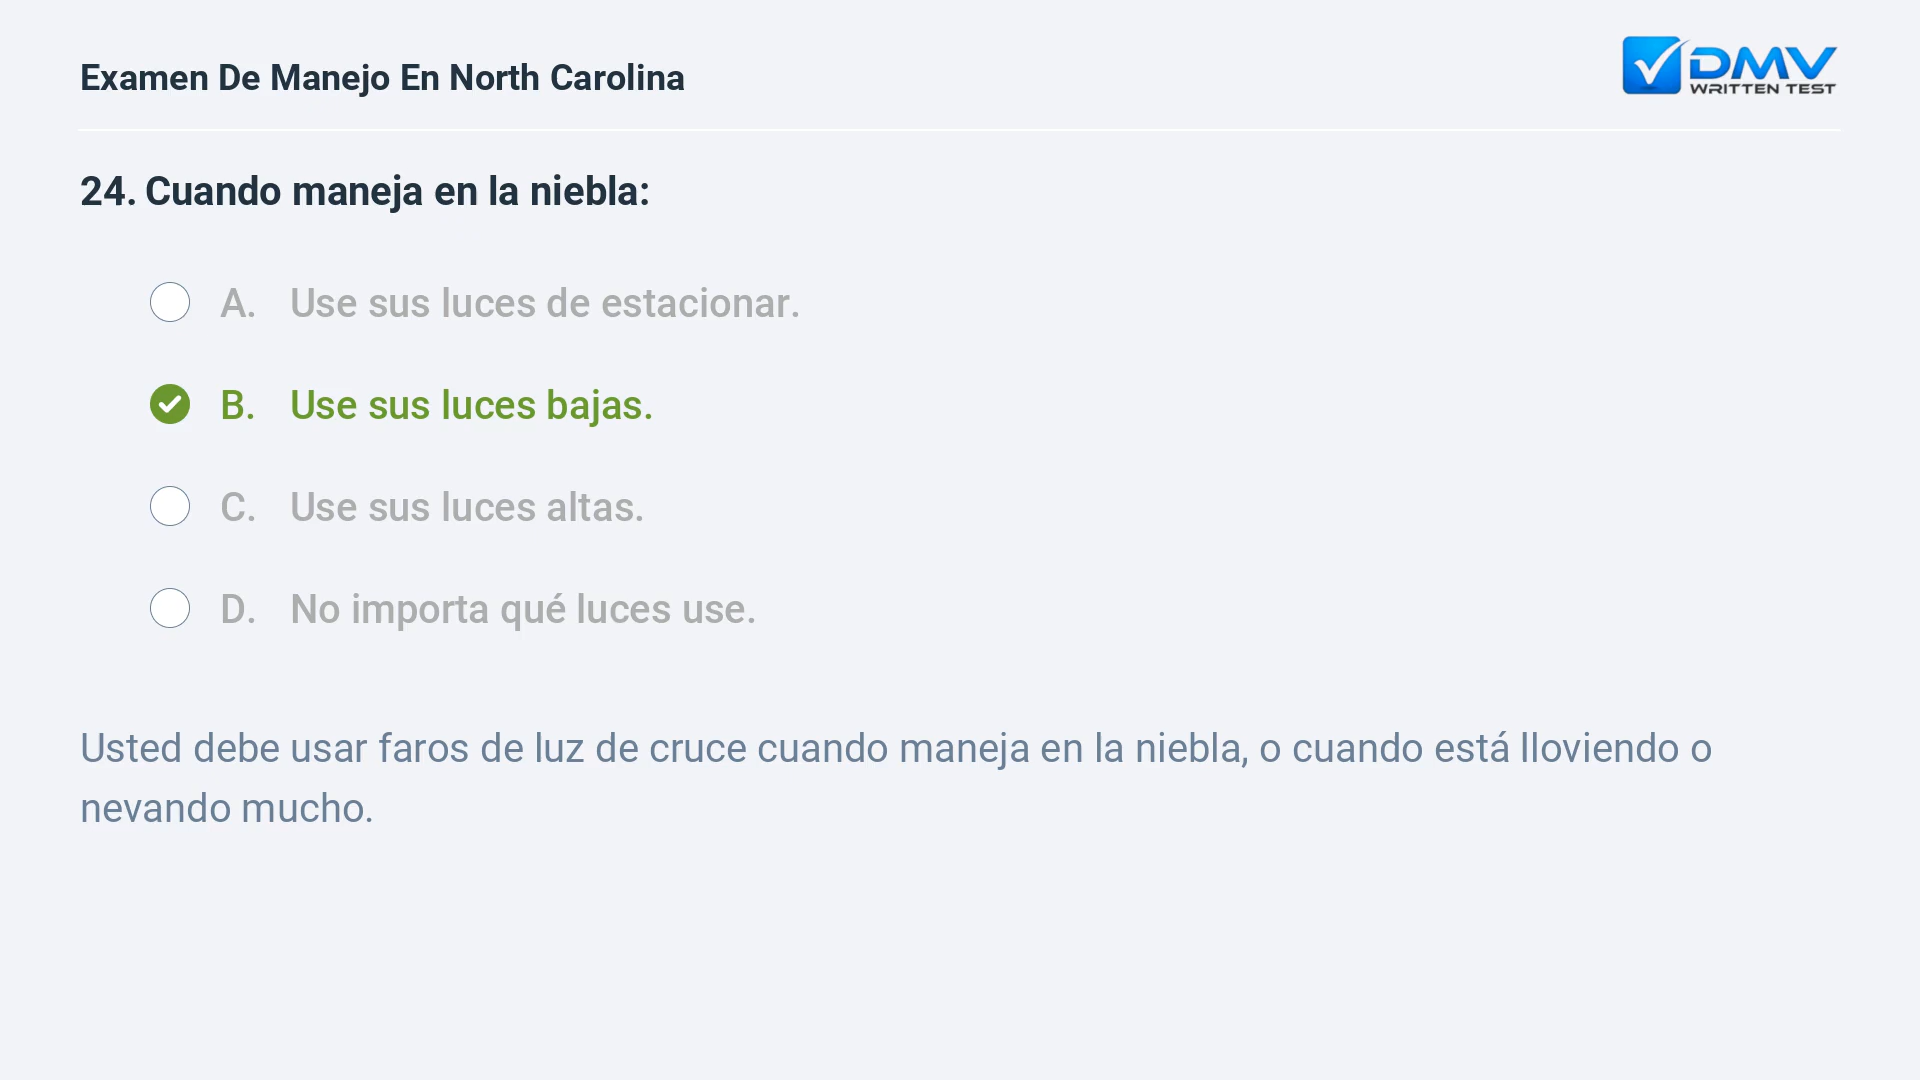 Examen De Manejo En North Carolina
DMV
WRITTEN TEST
24. Cuando maneja en la niebla:
A. Use sus luces de estacionar.
B. Use sus luces bajas.
C. Use sus luces altas.
D. No importa qué luces use.
Usted debe usar faros de luz de cruce cuando maneja en la niebla, o cuando está lloviendo o
nevando mucho.